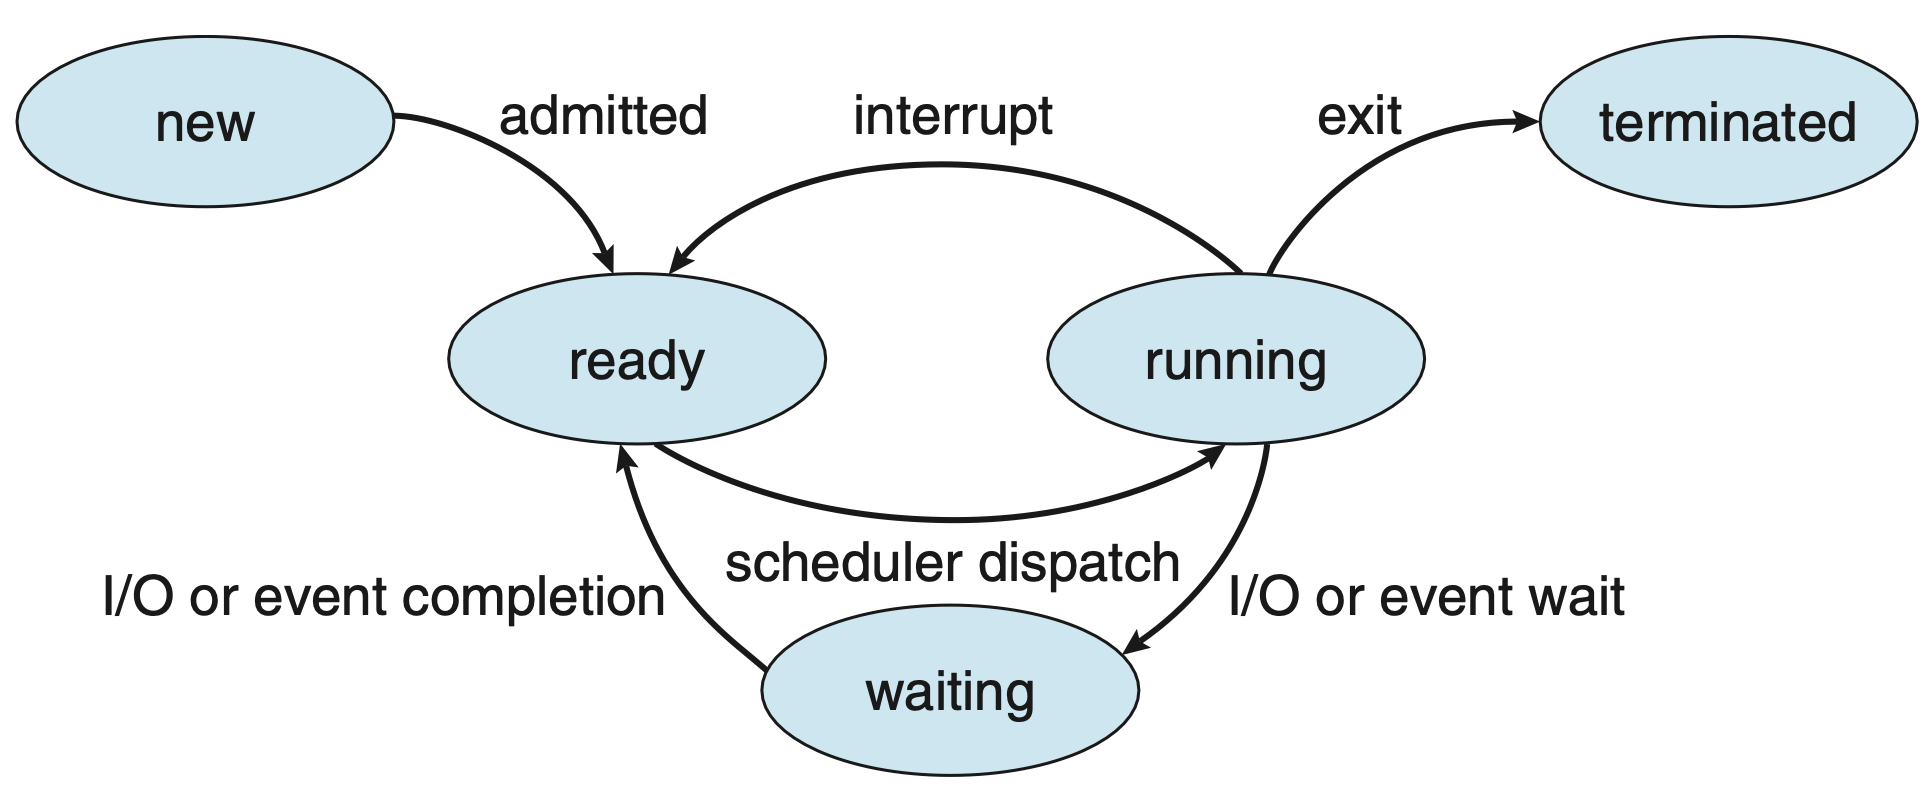 new
admitted
interrupt
exit
terminated
ready
running
scheduler dispatch
I/O or event completion
I/O or event wait
waiting